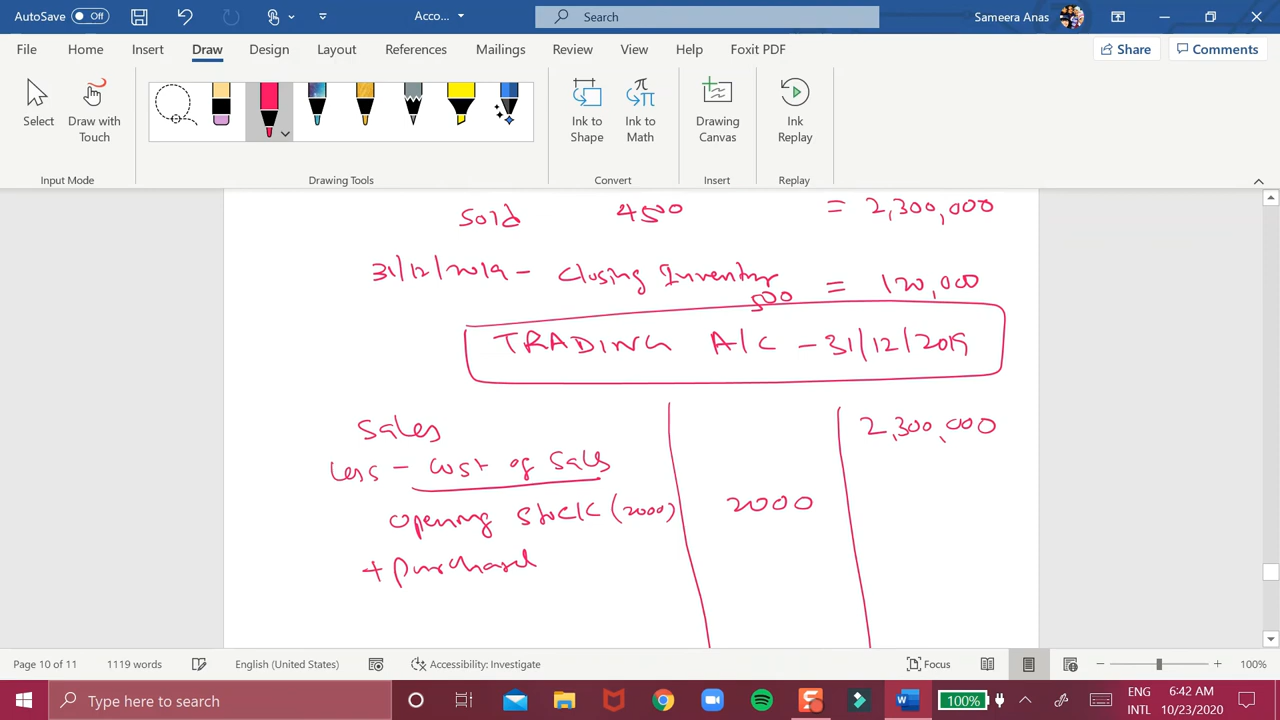 AutoSave Off Acco... Search Sameera Anas
File Home Insert Draw Design Layout References Mailings Review View Help Foxit PDF Share Comments
Select Draw with Touch Ink to Shape Ink to Math Drawing Canvas Ink Replay
Input Mode Drawing Tools Convert Insert Replay
Sold 4500 = 2,300,000
31/12/2019 - Closing Inventory 500 = 120,000
TRADING A/C - 31/12/2019
Sales 2,300,000
Less - Cost of Sales
opening stock (2000) 2000
+ purchased
Page 10 of 11 1119 words English (United States) Accessibility: Investigate Focus 100%
Type here to search 100% ENG INTL 6:42 AM 10/23/2020